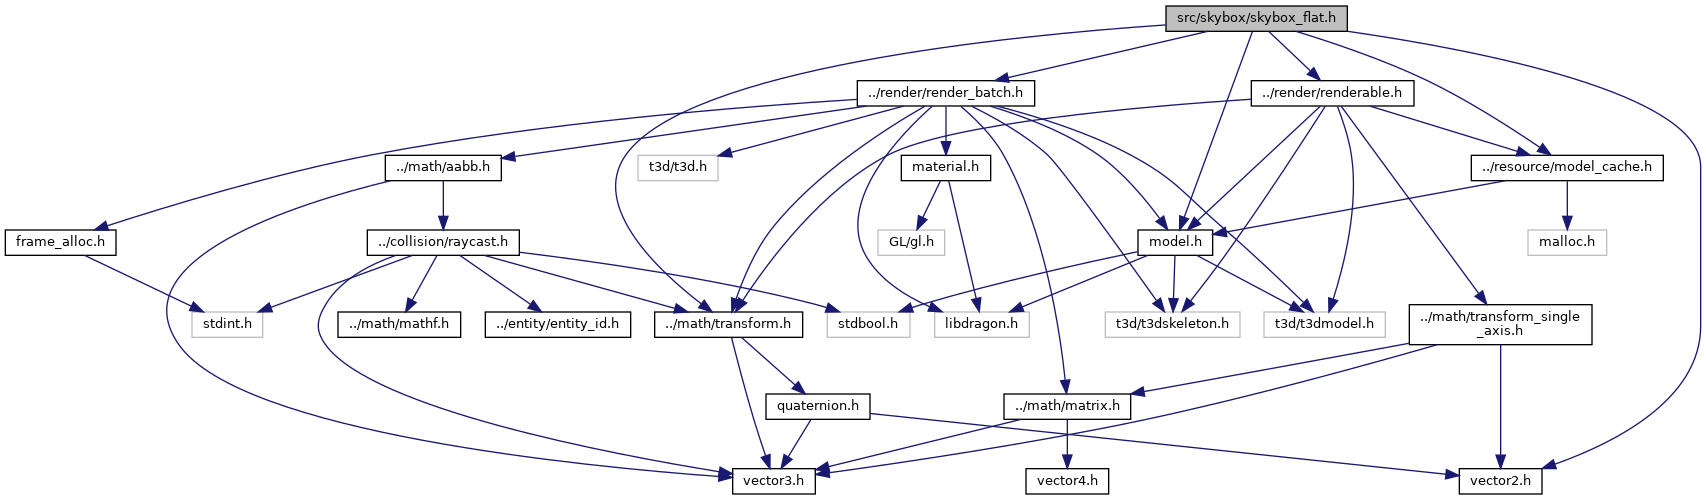 src/skybox/skybox_flat.h
../render/render_batch.h
../render/renderable.h
../math/aabb.h
t3d/t3d.h
material.h
../resource/model_cache.h
frame_alloc.h
../collision/raycast.h
GL/gl.h
model.h
malloc.h
stdint.h
../math/mathf.h
../entity/entity_id.h
../math/transform.h
stdbool.h
libdragon.h
t3d/t3dskeleton.h
t3d/t3dmodel.h
../math/transform_single
_axis.h
quaternion.h
../math/matrix.h
vector3.h
vector4.h
vector2.h